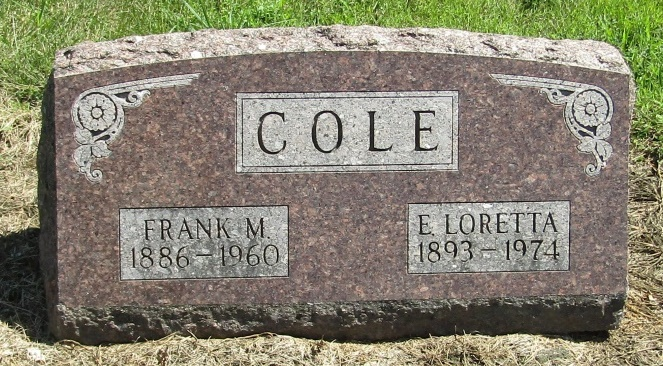 COLE
FRANK M.
1886 – 1960
E. LORETTA
1893 – 1974